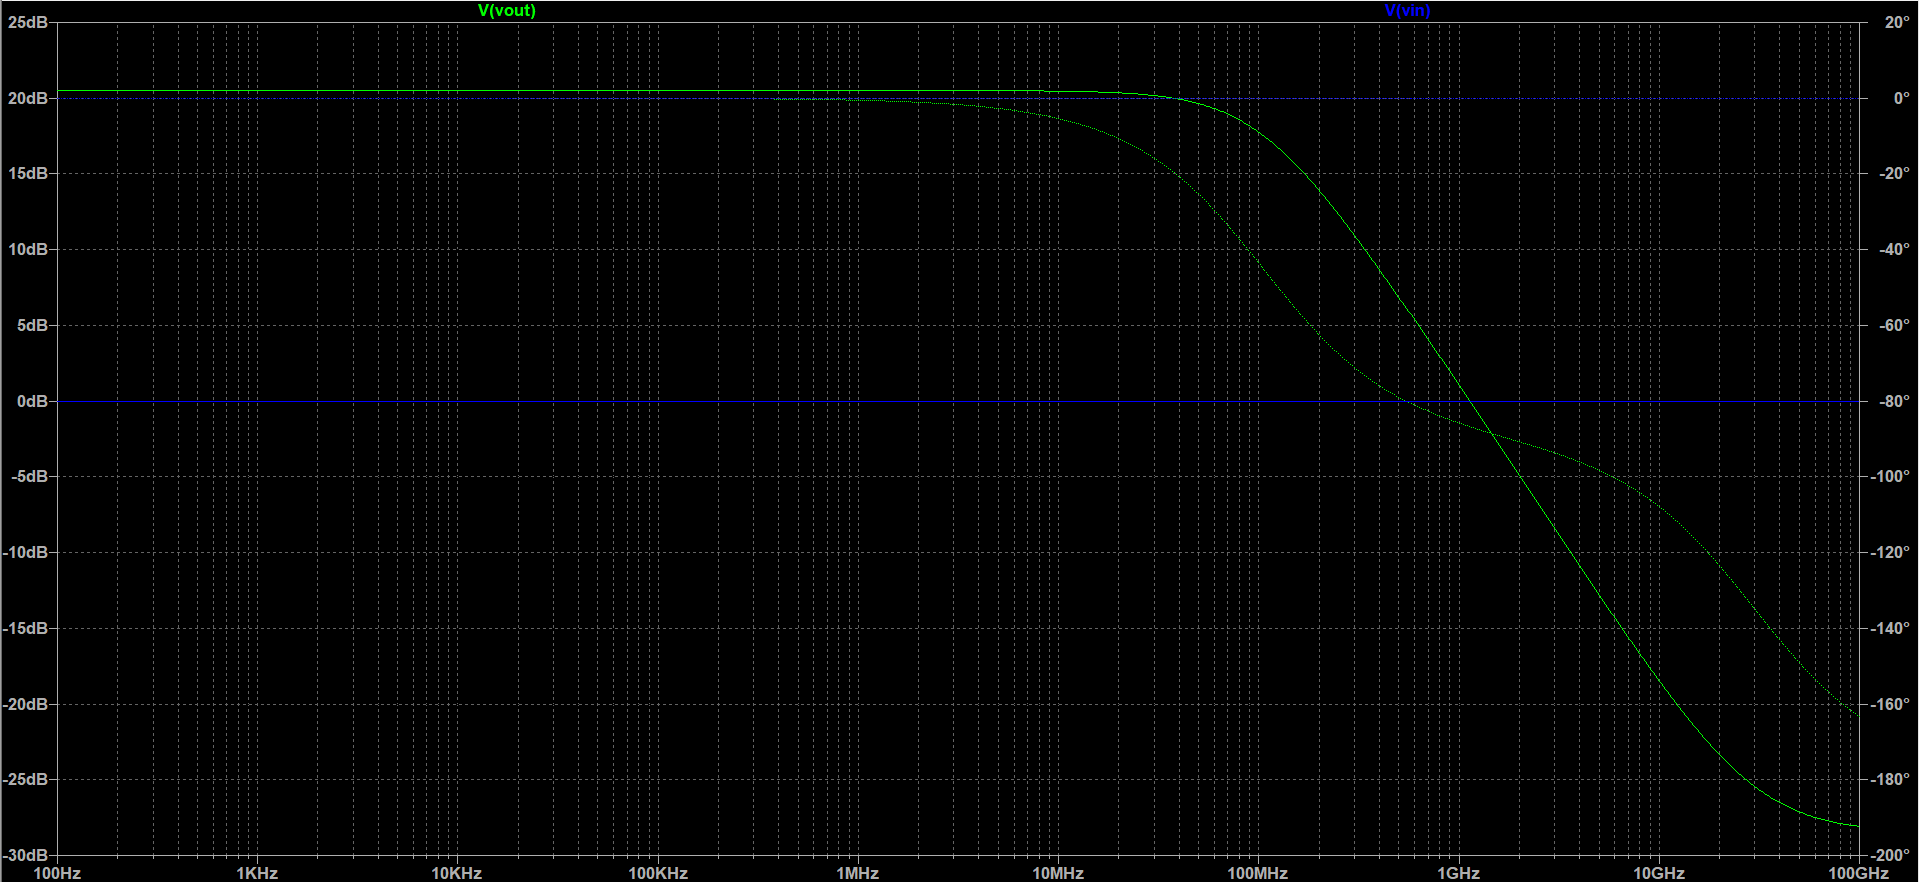 V(vout) V(vin)
25dB 20°
20dB 0°
15dB -20°
10dB -40°
5dB -60°
0dB -80°
-5dB -100°
-10dB -120°
-15dB -140°
-20dB -160°
-25dB -180°
-30dB -200°
100Hz 1KHz 10KHz 100KHz 1MHz 10MHz 100MHz 1GHz 10GHz 100GHz